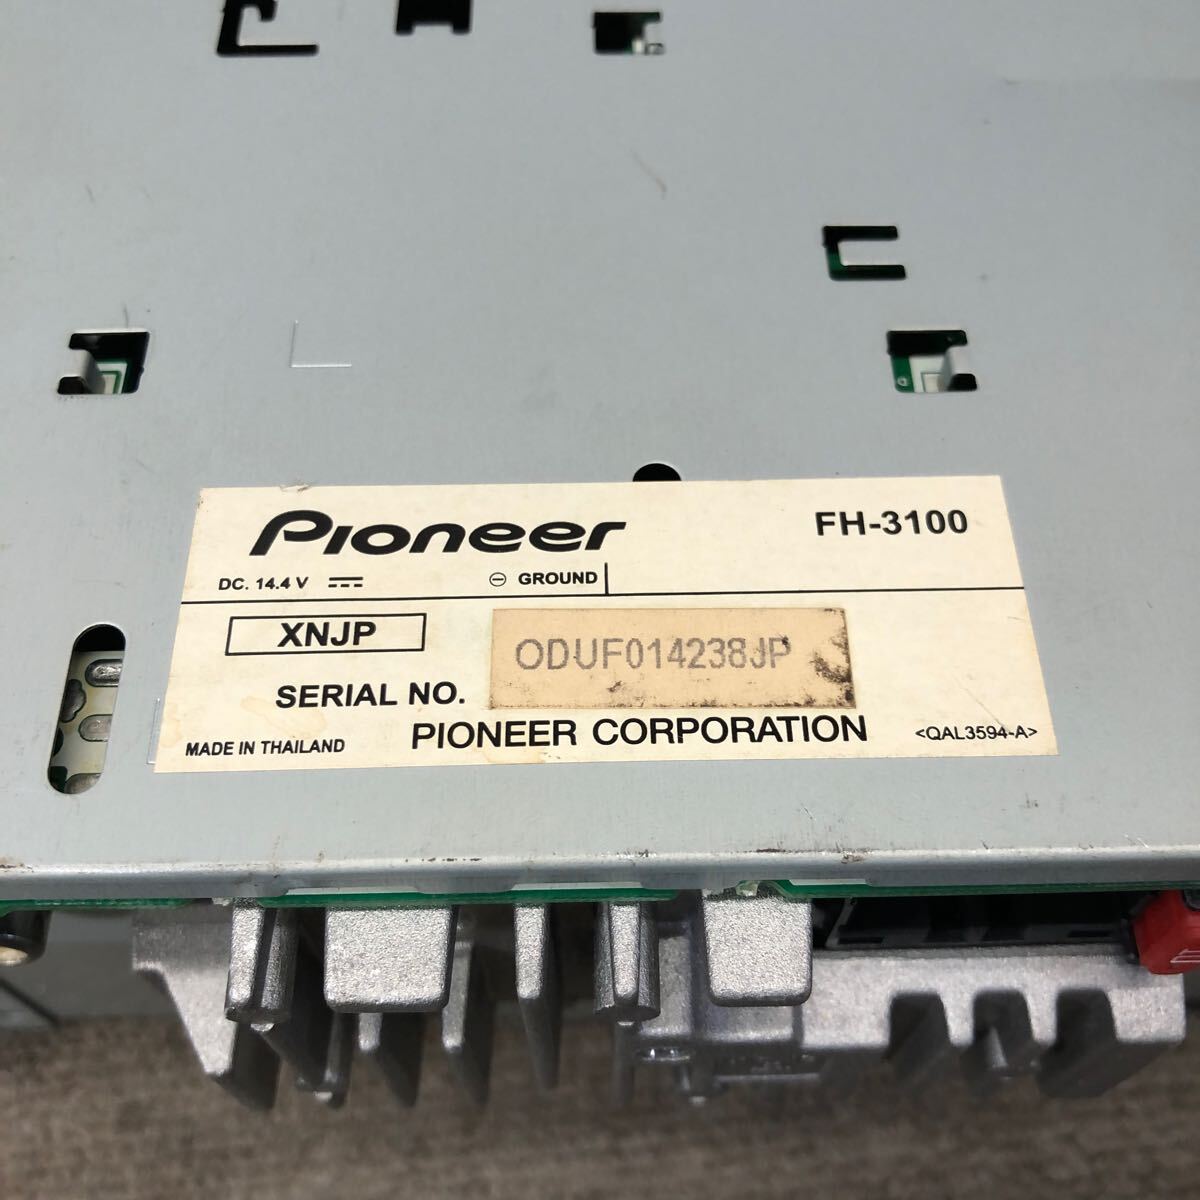 Pioneer
FH-3100
DC. 14.4 V
⊖ GROUND
XNJP
ODUF014238JP
SERIAL NO.
PIONEER CORPORATION
MADE IN THAILAND
<QAL3594-A>